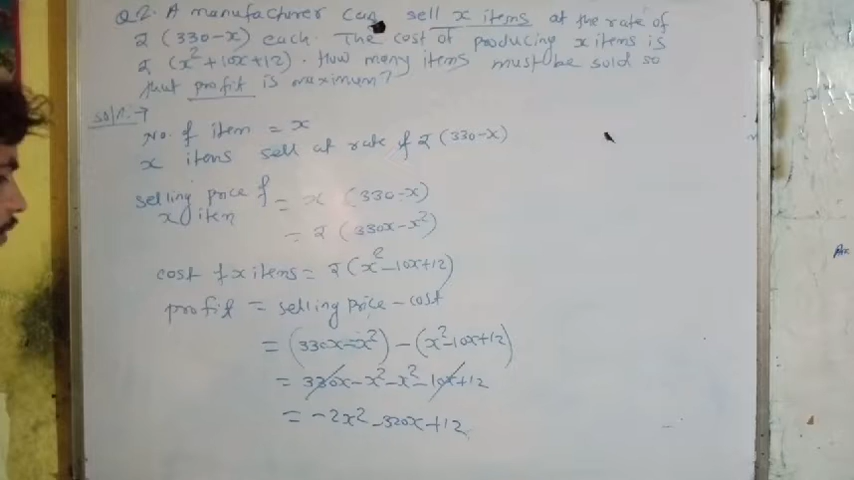 Q2. A manufacturer can sell x items at the rate of
₹ (330-x) each. The cost of producing x items is
₹ (x²+10x+12). How many items must be sold so
that profit is maximum?
soln. →
No. of item = x
x items sell at rate of ₹ (330-x)
selling price of x item = x (330-x)
= ₹ (330x-x²)
cost of x items = ₹ (x²-10x+12)
profit = selling price - cost
= (330x-x²) - (x²-10x+12)
= 330x-x²-x²-10x+12
= -2x²-320x+12